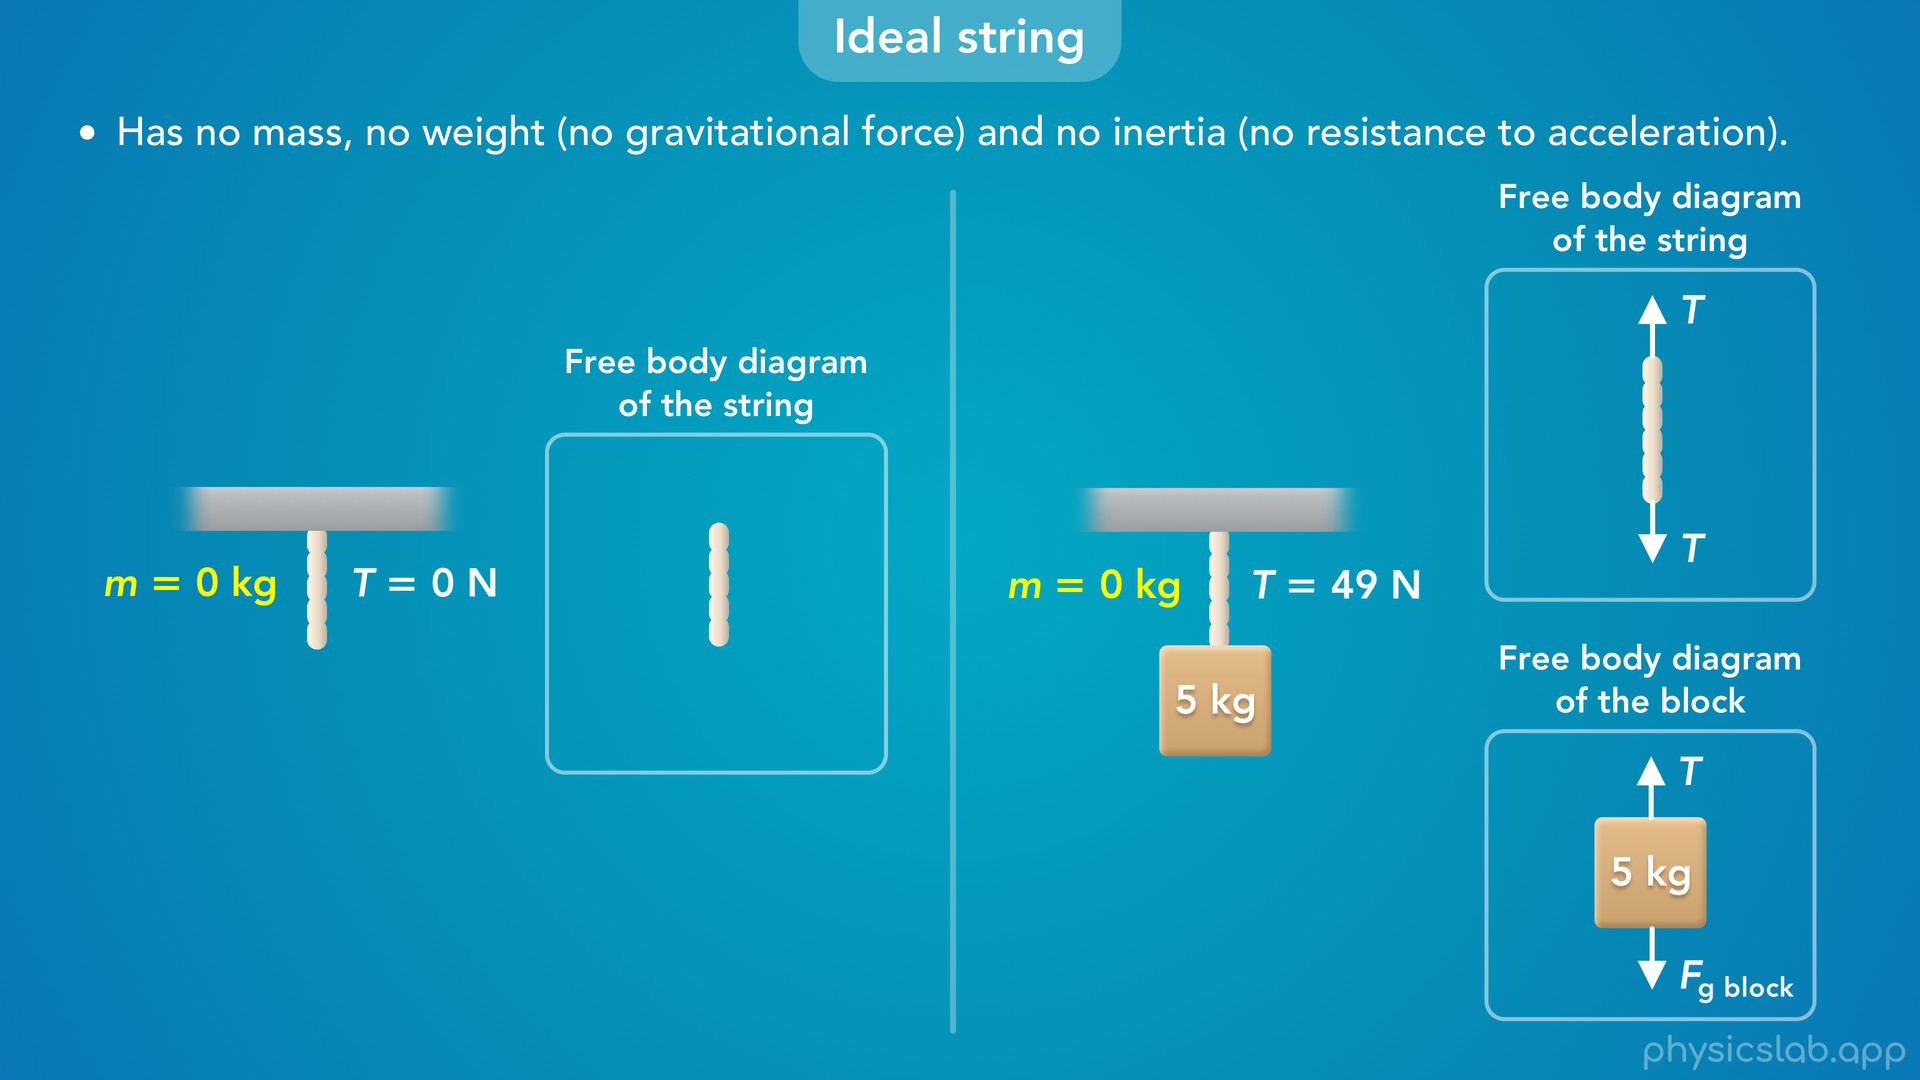 Ideal string
• Has no mass, no weight (no gravitational force) and no inertia (no resistance to acceleration).
Free body diagram
of the string
m = 0 kg
T = 0 N
Free body diagram
of the string
T
T
m = 0 kg
T = 49 N
5 kg
Free body diagram
of the block
T
5 kg
Fg block
physicslab.app